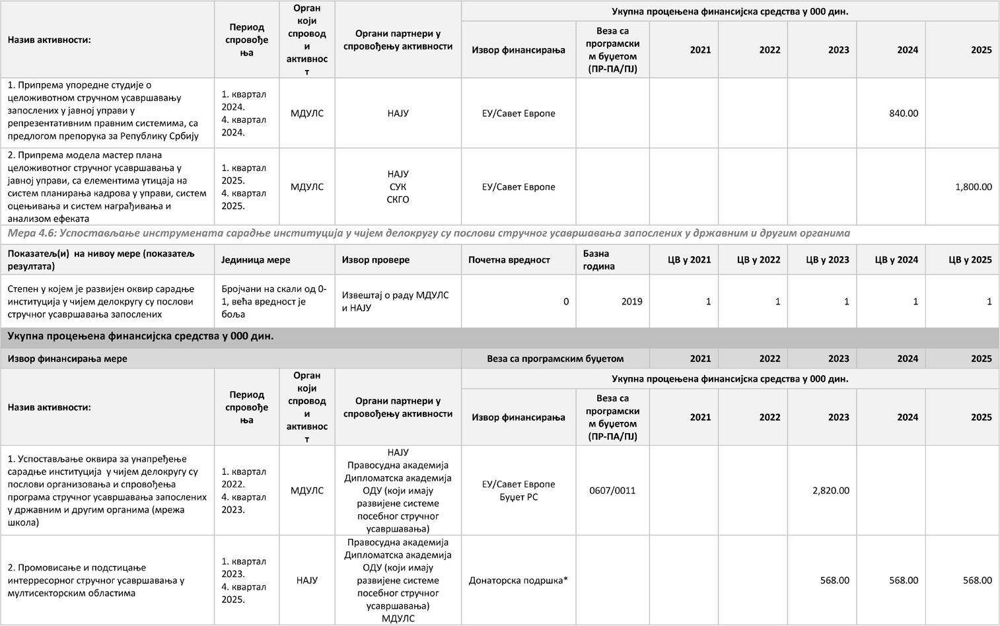 Назив активности:
Период
спровође
ња
Орган
који
спровод
и
активнос
т
Органи партнери у
спровођењу активности
Укупна процењена финансијска средства у 000 дин.
Извор финансирања
Веза са
програмски
м буџетом
(ПР-ПА/ПЈ)
2021
2022
2023
2024
2025
1. Припрема упоредне студије о
целоживотном стручном усавршавању
запослених у јавној управи у
репрезентативним правним системима, са
предлогом препорука за Републику Србију
1. квартал
2024.
4. квартал
2024.
МДУЛС
НАЈУ
ЕУ/Савет Европе
840.00
2. Припрема модела мастер плана
целоживотног стручног усавршавања у
јавној управи, са елементима утицаја на
систем планирања кадрова у управи, систем
оцењивања и систем награђивања и
анализом ефеката
1. квартал
2025.
4. квартал
2025.
МДУЛС
НАЈУ
СУК
СКГО
ЕУ/Савет Европе
1,800.00
Мера 4.6: Успостављање инструмената сарадње институција у чијем делокругу су послови стручног усавршавања запослених у државним и другим органима
Показатељ(и) на нивоу мере (показатељ
резултата)
Јединица мере
Извор провере
Почетна вредност
Базна
година
ЦВ у 2021
ЦВ у 2022
ЦВ у 2023
ЦВ у 2024
ЦВ у 2025
Степен у којем је развијен оквир сарадње
институција у чијем делокругу су послови
стручног усавршавања запослених
Бројчани на скали од 0-
1, већа вредност је
боља
Извештај о раду МДУЛС
и НАЈУ
0
2019
1
1
1
1
1
Укупна процењена финансијска средства у 000 дин.
Извор финансирања мере
Веза са програмским буџетом
2021
2022
2023
2024
2025
Назив активности:
Период
спровође
ња
Орган
који
спровод
и
активнос
т
Органи партнери у
спровођењу активности
Укупна процењена финансијска средства у 000 дин.
Извор финансирања
Веза са
програмски
м буџетом
(ПР-ПА/ПЈ)
2021
2022
2023
2024
2025
1. Успостављање оквира за унапређење
сарадње институција у чијем делокругу су
послови организовања и спровођења
програма стручног усавршавања запослених
у државним и другим органима (мрежа
школа)
1. квартал
2022.
4. квартал
2023.
МДУЛС
НАЈУ
Правосудна академија
Дипломатска академија
ОДУ (који имају
развијене системе
посебног стручног
усавршавања)
ЕУ/Савет Европе
Буџет РС
0607/0011
2,820.00
2. Промовисање и подстицање
интерресорног стручног усавршавања у
мултисекторским областима
1. квартал
2023.
4. квартал
2025.
НАЈУ
Правосудна академија
Дипломатска академија
ОДУ (који имају
развијене системе
посебног стручног
усавршавања)
МДУЛС
Донаторска подршка*
568.00
568.00
568.00